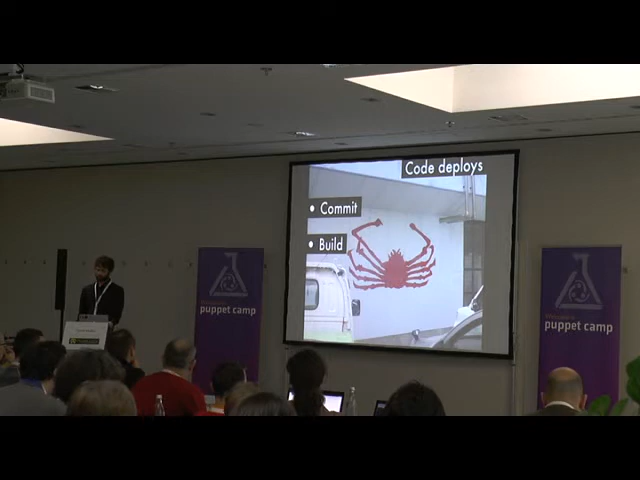 Code deploys
• Commit
• Build
puppet camp
puppet camp